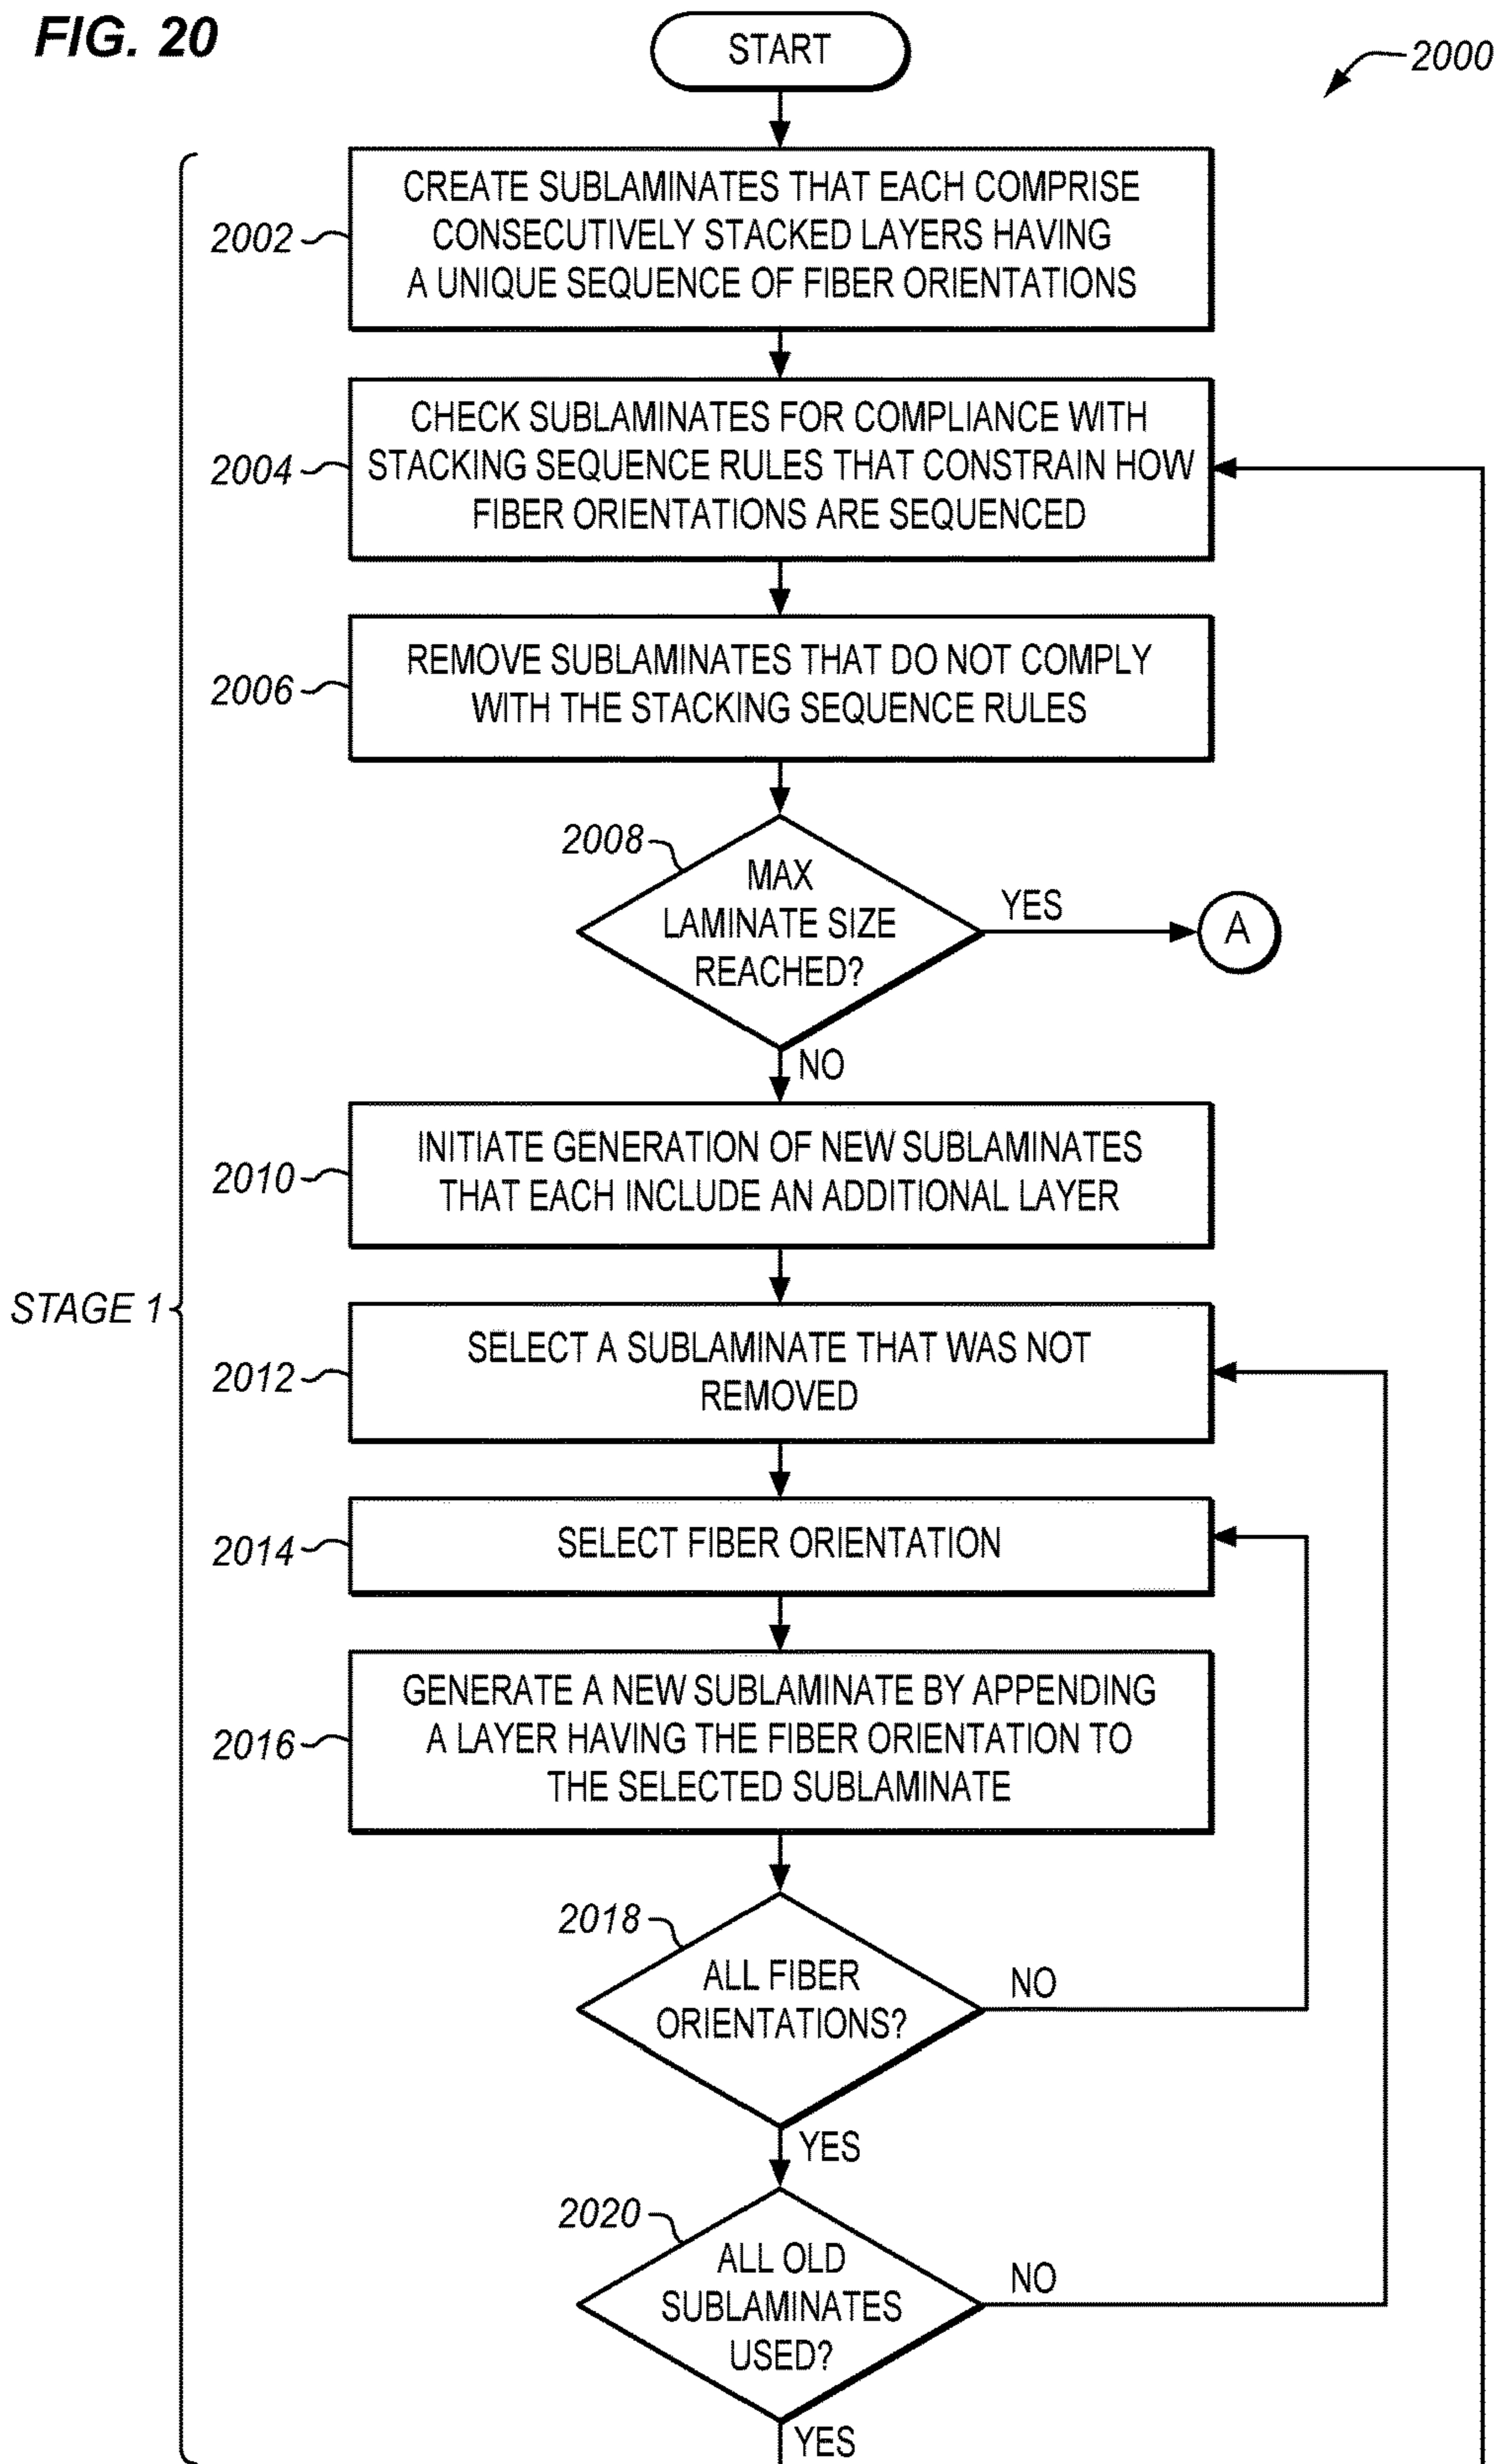 FIG. 20
START
2000
CREATE SUBLAMINATES THAT EACH COMPRISE
CONSECUTIVELY STACKED LAYERS HAVING
A UNIQUE SEQUENCE OF FIBER ORIENTATIONS
2002
CHECK SUBLAMINATES FOR COMPLIANCE WITH
STACKING SEQUENCE RULES THAT CONSTRAIN HOW
FIBER ORIENTATIONS ARE SEQUENCED
2004
REMOVE SUBLAMINATES THAT DO NOT COMPLY
WITH THE STACKING SEQUENCE RULES
2006
2008
MAX
LAMINATE SIZE
REACHED?
YES
A
NO
INITIATE GENERATION OF NEW SUBLAMINATES
THAT EACH INCLUDE AN ADDITIONAL LAYER
2010
STAGE 1
SELECT A SUBLAMINATE THAT WAS NOT
REMOVED
2012
SELECT FIBER ORIENTATION
2014
GENERATE A NEW SUBLAMINATE BY APPENDING
A LAYER HAVING THE FIBER ORIENTATION TO
THE SELECTED SUBLAMINATE
2016
2018
ALL FIBER
ORIENTATIONS?
NO
YES
2020
ALL OLD
SUBLAMINATES
USED?
NO
YES